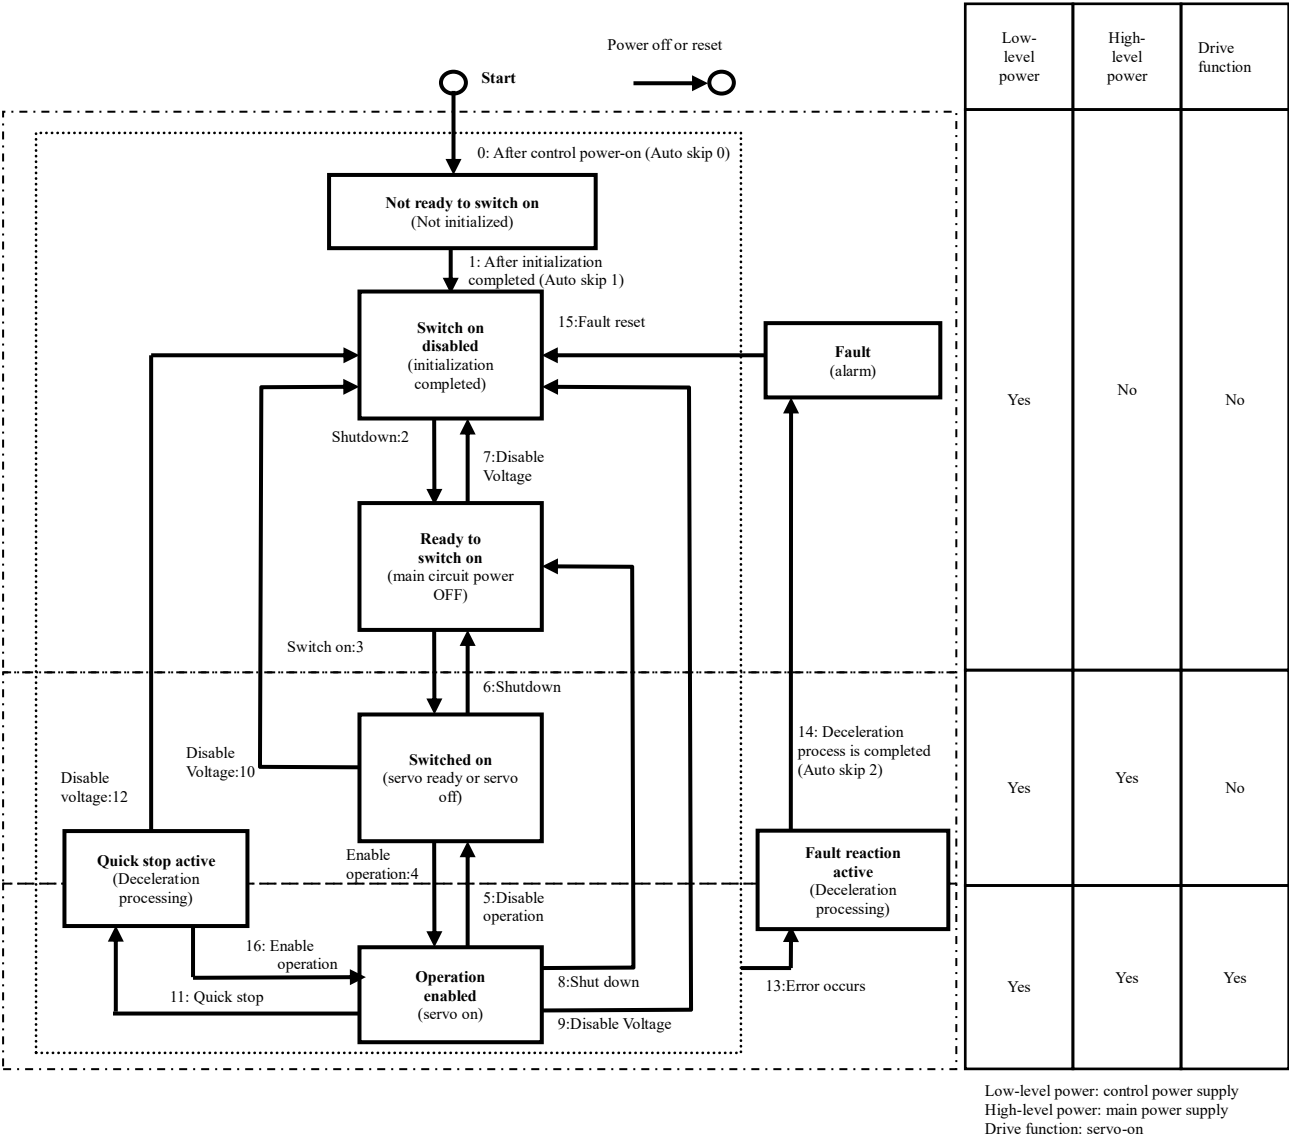 Power off or reset
Start
Low-
level
power
High-
level
power
Drive
function
0: After control power-on (Auto skip 0)
Not ready to switch on
(Not initialized)
1: After initialization
completed (Auto skip 1)
Switch on
disabled
(initialization
completed)
15:Fault reset
Fault
(alarm)
Yes
No
No
Shutdown:2
7:Disable
Voltage
Ready to
switch on
(main circuit power
OFF)
Switch on:3
6:Shutdown
Switched on
(servo ready or servo
off)
Disable
Voltage:10
Disable
voltage:12
14: Deceleration
process is completed
(Auto skip 2)
Yes
Yes
No
Quick stop active
(Deceleration
processing)
Enable
operation:4
5:Disable
operation
Fault reaction
active
(Deceleration
processing)
16: Enable
operation
11: Quick stop
Operation
enabled
(servo on)
8:Shut down
9:Disable Voltage
13:Error occurs
Yes
Yes
Yes
Low-level power: control power supply
High-level power: main power supply
Drive function: servo-on